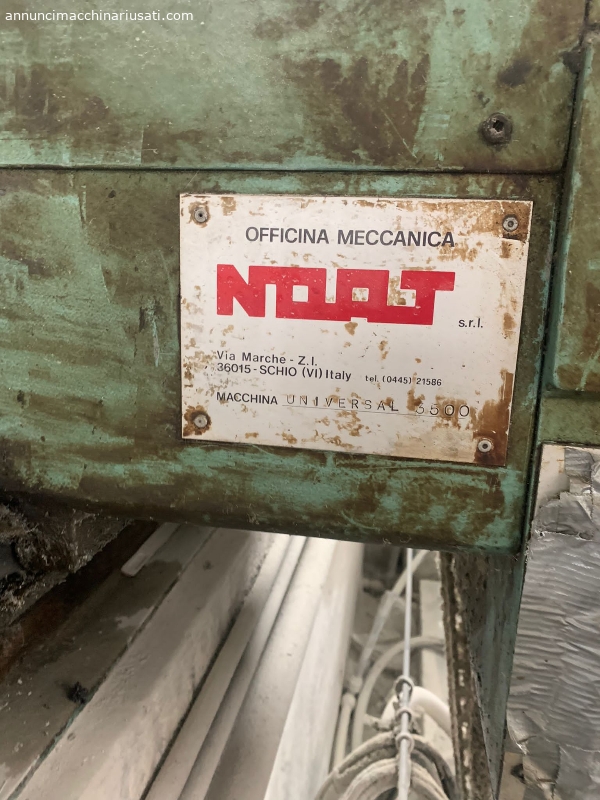 annuncimacchinariusati.com
OFFICINA MECCANICA
NOAT
s.r.l.
Via Marche - Z.I.
36015 - SCHIO (VI) Italy tel. (0445) 21586
MACCHINA UNIVERSAL 3500